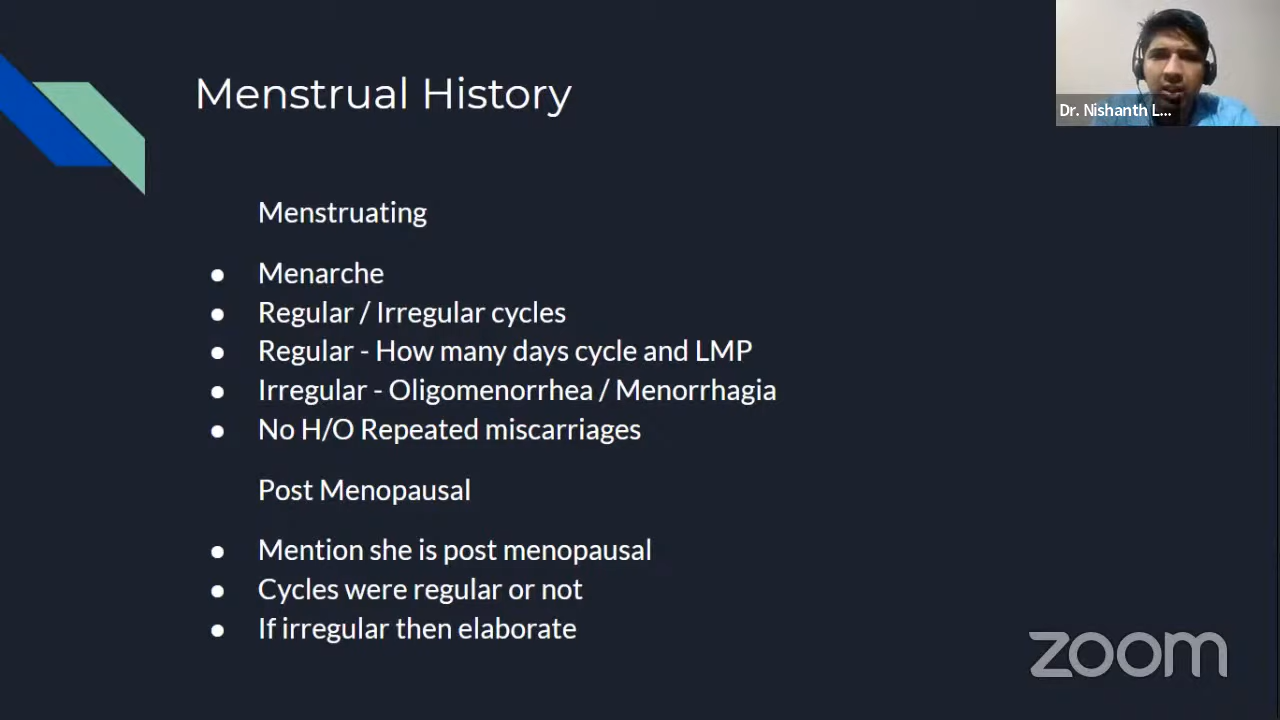 Menstrual History
Dr. Nishanth L...
Menstruating
● Menarche
● Regular / Irregular cycles
● Regular - How many days cycle and LMP
● Irregular - Oligomenorrhea / Menorrhagia
● No H/O Repeated miscarriages
Post Menopausal
● Mention she is post menopausal
● Cycles were regular or not
● If irregular then elaborate
zoom